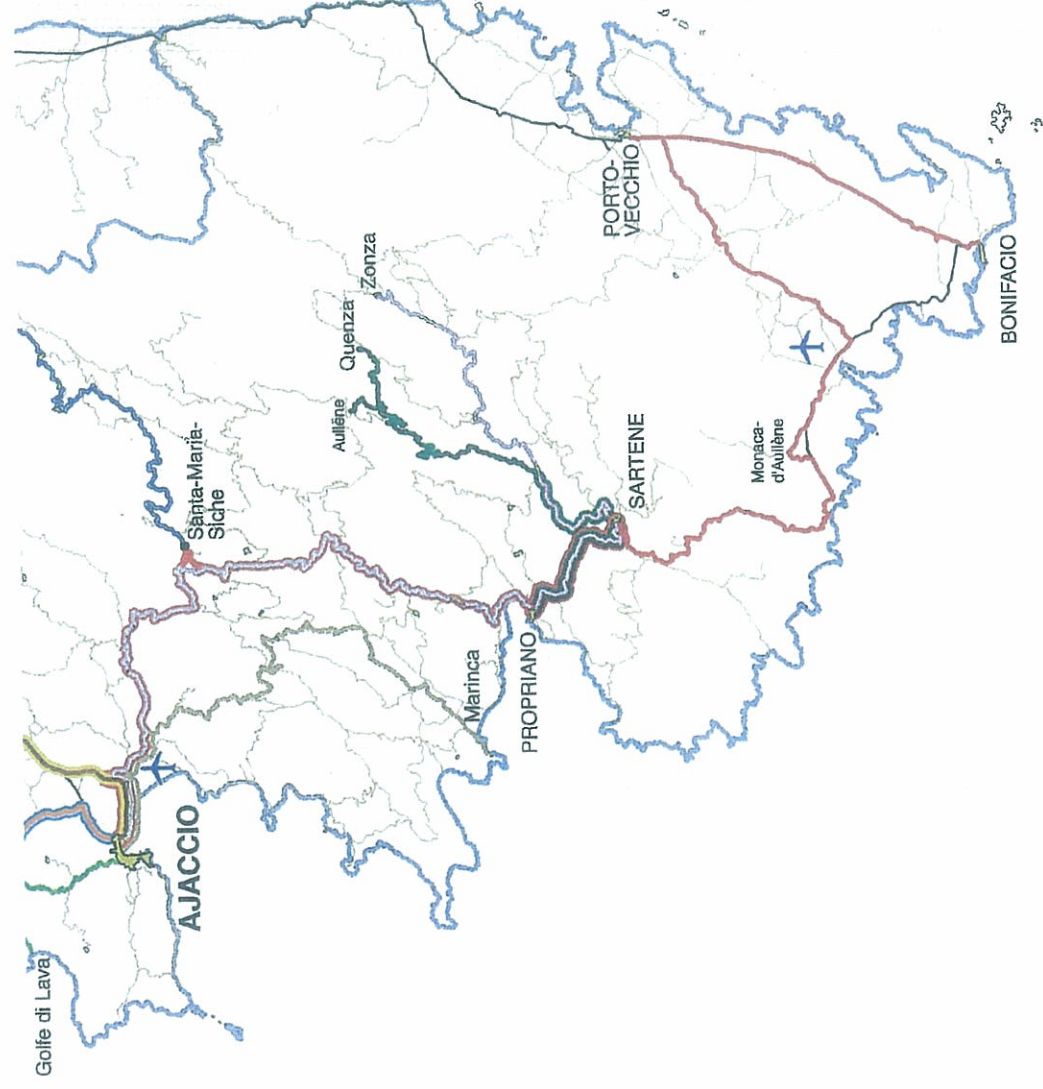 Golfe di Lava
AJACCIO
Santa-Maria-
Siche
Aullène
Quenza
Zonza
Marinca
PROPRIANO
SARTENE
PORTO-
VECCHIO
Monaca-
d'Aullène
BONIFACIO